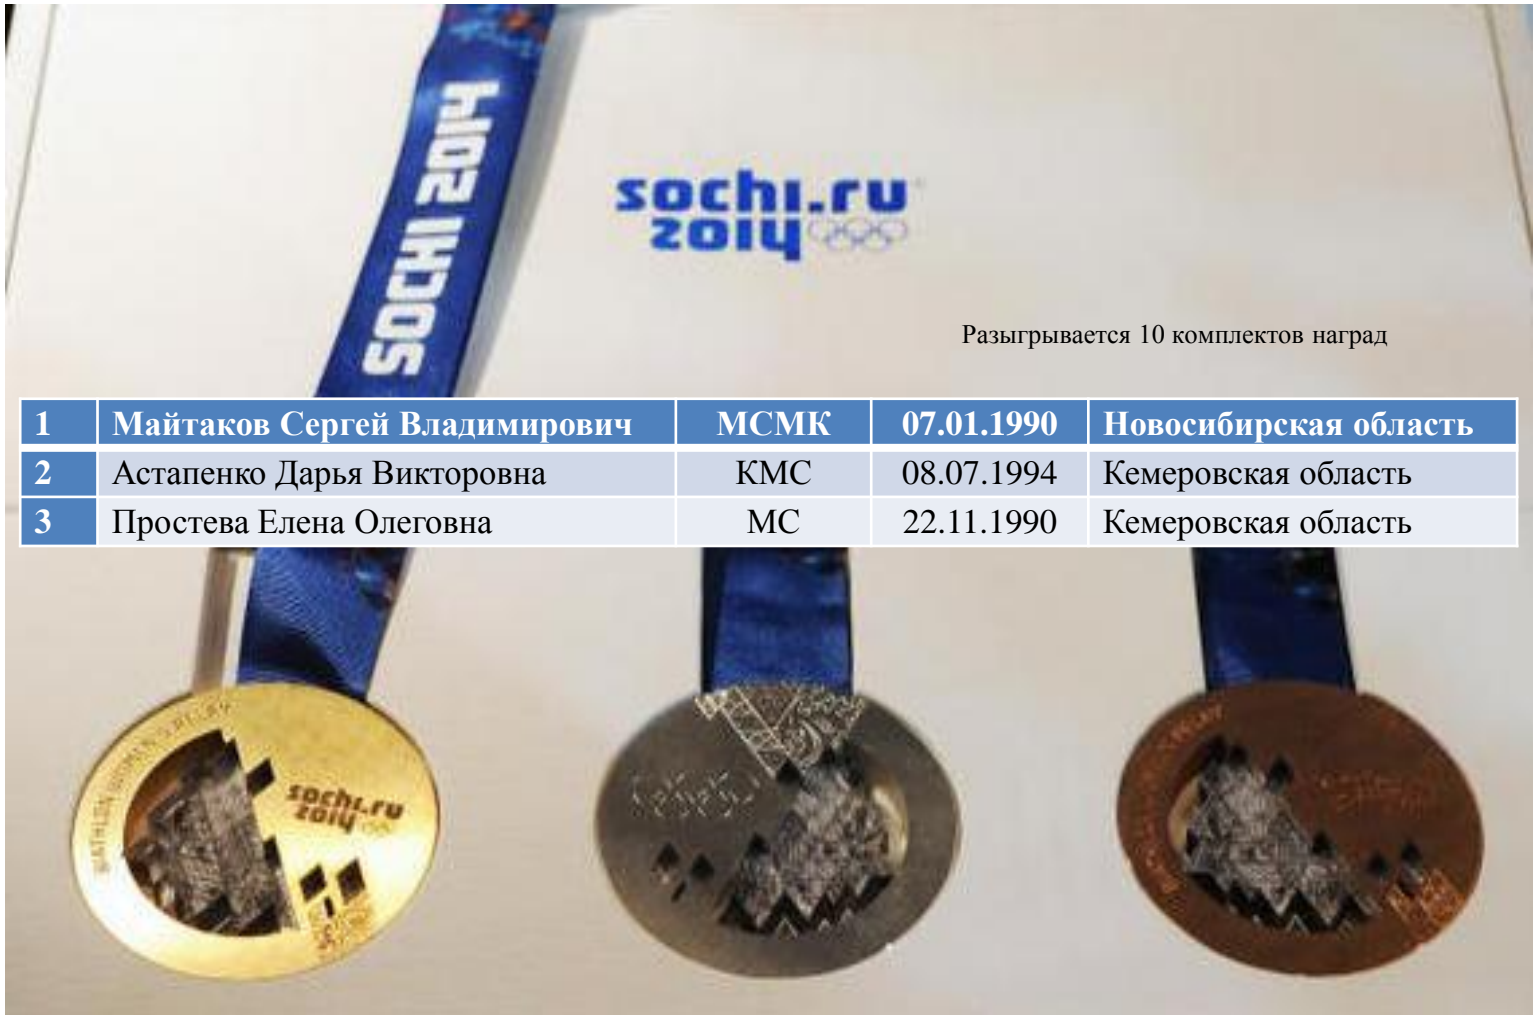 SOCHI 2014
sochi.ru
2014
Разыгрывается 10 комплектов наград
1 Майтаков Сергей Владимирович МСМК 07.01.1990 Новосибирская область
2 Астапенко Дарья Викторовна КМС 08.07.1994 Кемеровская область
3 Простева Елена Олеговна МС 22.11.1990 Кемеровская область
sochi.ru
2014